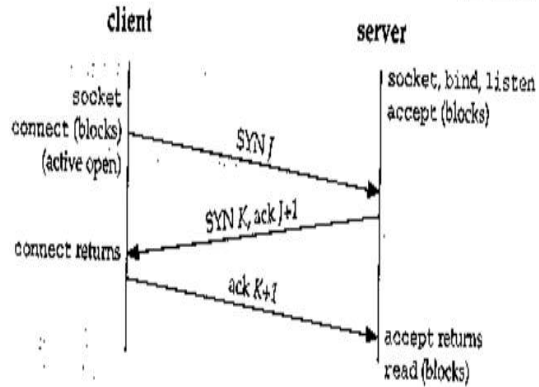 client
server
socket
connect (blocks)
(active open)
socket, bind, listen
accept (blocks)
SYN J
SYN K, ack J+1
connect returns
ack K+1
accept returns
read (blocks)